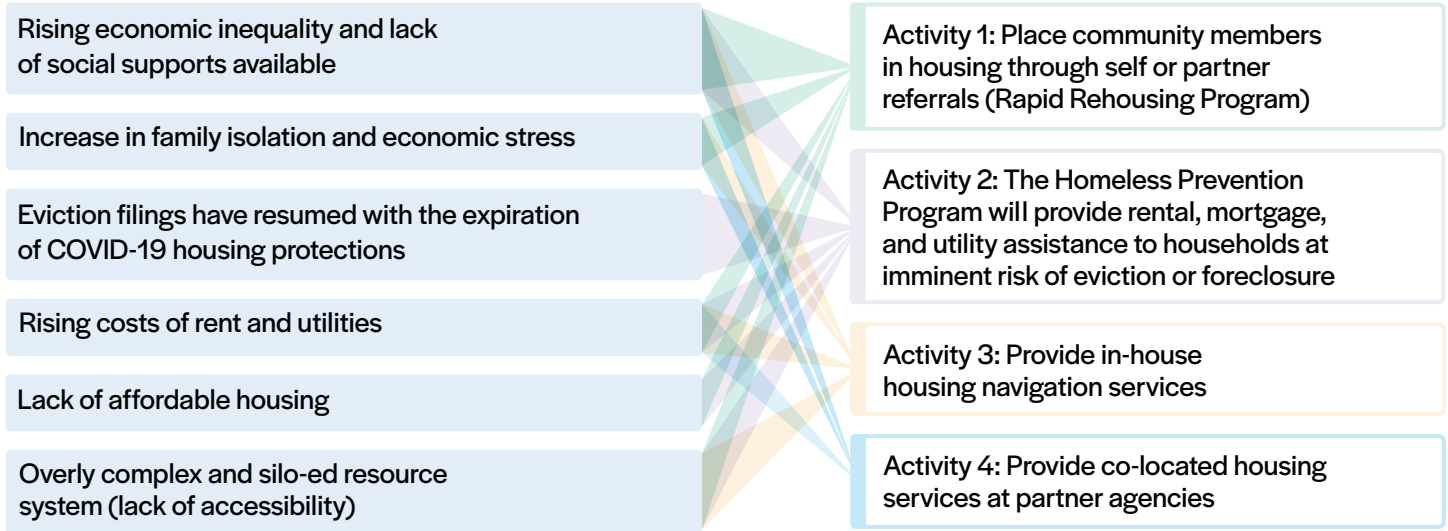 Rising economic inequality and lack
of social supports available
Increase in family isolation and economic stress
Eviction filings have resumed with the expiration
of COVID-19 housing protections
Rising costs of rent and utilities
Lack of affordable housing
Overly complex and silo-ed resource
system (lack of accessibility)
Activity 1: Place community members
in housing through self or partner
referrals (Rapid Rehousing Program)
Activity 2: The Homeless Prevention
Program will provide rental, mortgage,
and utility assistance to households at
imminent risk of eviction or foreclosure
Activity 3: Provide in-house
housing navigation services
Activity 4: Provide co-located housing
services at partner agencies